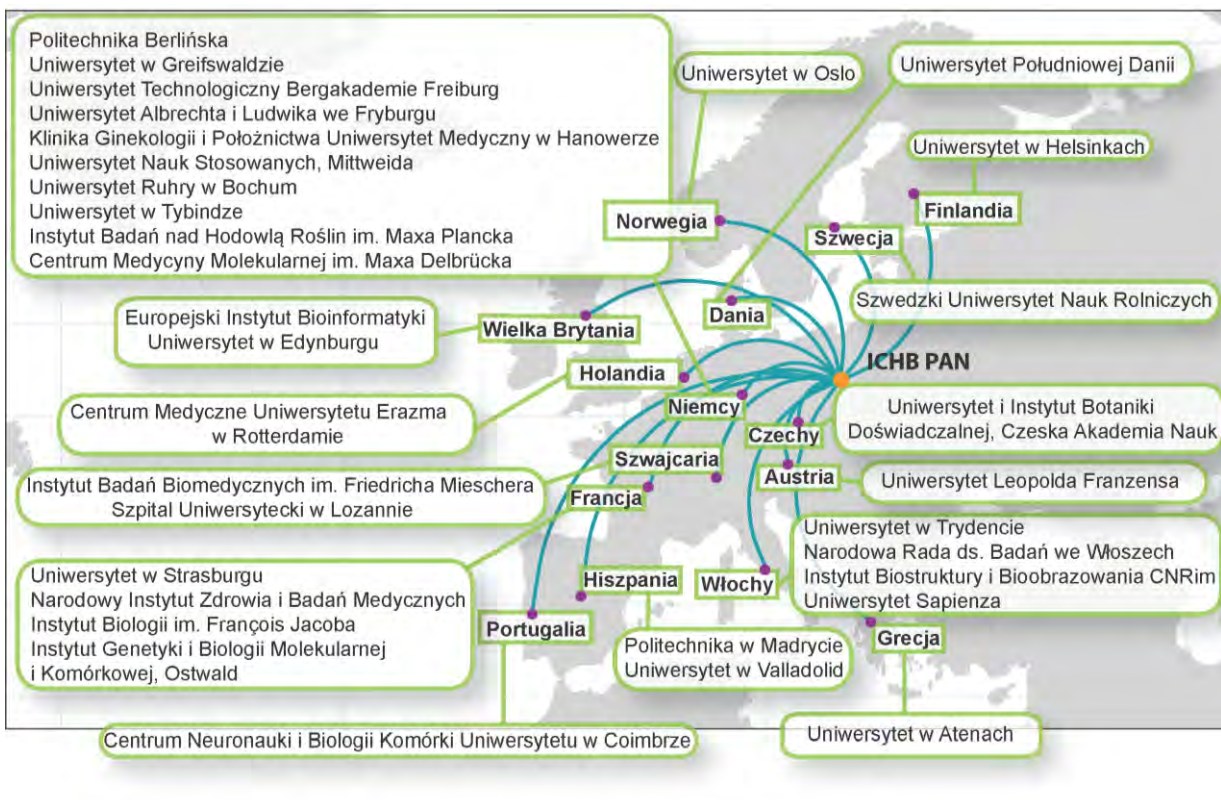 Politechnika Berlińska
Uniwersytet w Greifswaldzie
Uniwersytet Technologiczny Bergakademie Freiburg
Uniwersytet Albrechta i Ludwika we Fryburgu
Klinika Ginekologii i Położnictwa Uniwersytet Medyczny w Hanowerze
Uniwersytet Nauk Stosowanych, Mittweida
Uniwersytet Ruhry w Bochum
Uniwersytet w Tybindze
Instytut Badań nad Hodowlą Roślin im. Maxa Plancka
Centrum Medycyny Molekularnej im. Maxa Delbrücka
Uniwersytet w Oslo
Uniwersytet Południowej Danii
Uniwersytet w Helsinkach
Norwegia
Szwecja
Finlandia
Szwedzki Uniwersytet Nauk Rolniczych
Europejski Instytut Bioinformatyki
Uniwersytet w Edynburgu
Wielka Brytania
Dania
Holandia
ICHB PAN
Centrum Medyczne Uniwersytetu Erazma
w Rotterdamie
Niemcy
Czechy
Uniwersytet i Instytut Botaniki
Doświadczalnej, Czeska Akademia Nauk
Instytut Badań Biomedycznych im. Friedricha Mieschera
Szpital Uniwersytecki w Lozannie
Szwajcaria
Francja
Austria
Uniwersytet Leopolda Franzensa
Uniwersytet w Strasburgu
Narodowy Instytut Zdrowia i Badań Medycznych
Instytut Biologii im. François Jacoba
Instytut Genetyki i Biologii Molekularnej
i Komórkowej, Ostwald
Hiszpania
Włochy
Uniwersytet w Trydencie
Narodowa Rada ds. Badań we Włoszech
Instytut Biostruktury i Bioobrazowania CNRim
Uniwersytet Sapienza
Portugalia
Politechnika w Madrycie
Uniwersytet w Valladolid
Grecja
Centrum Neuronauki i Biologii Komórki Uniwersytetu w Coimbrze
Uniwersytet w Atenach